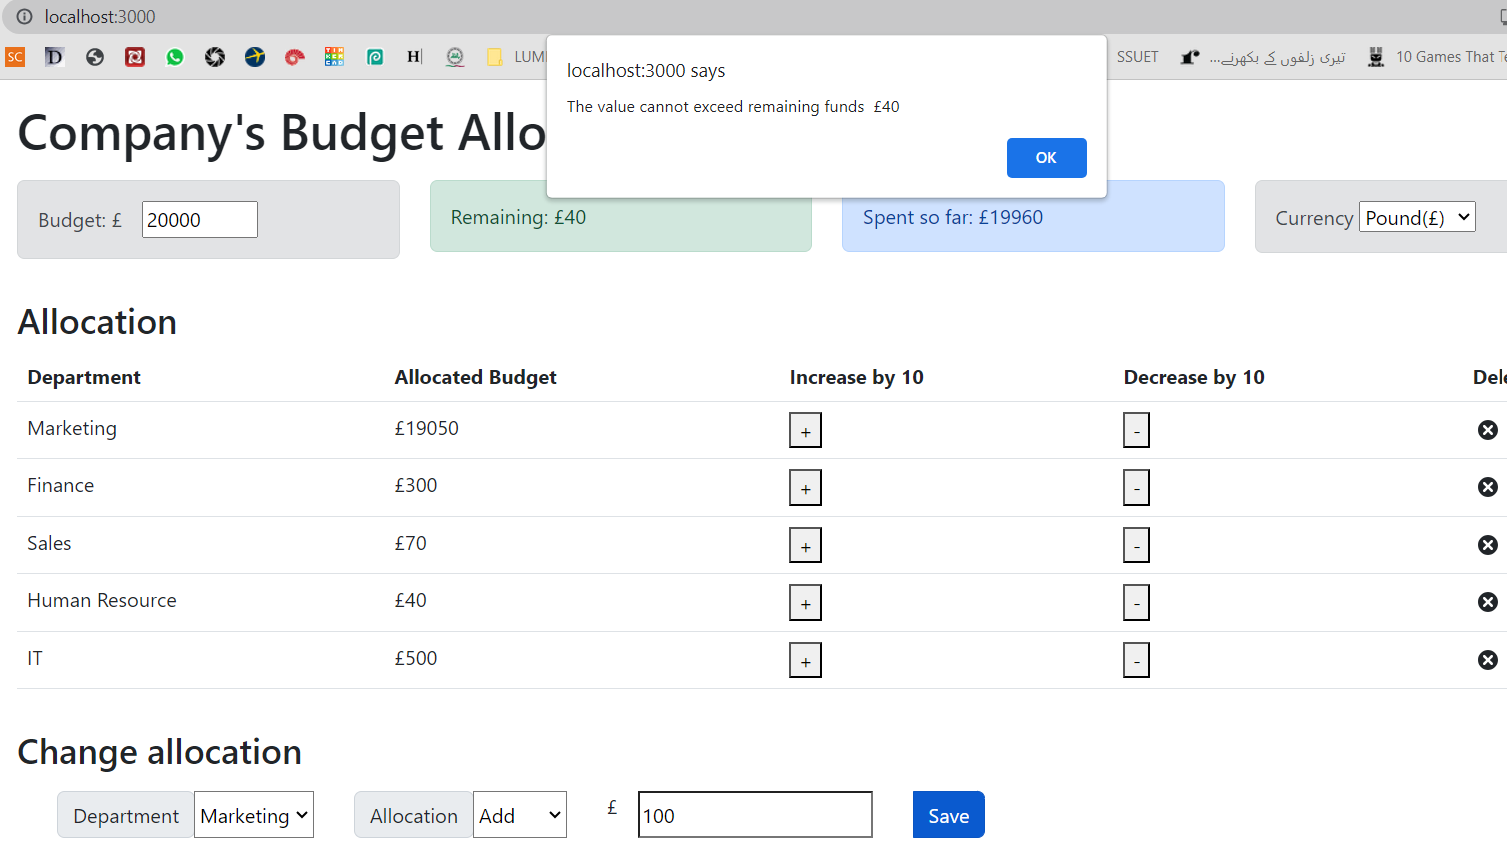 localhost:3000
SC D H LUM SSUET تیری زلفوں کے بکھرنے... 10 Games That Te
localhost:3000 says
The value cannot exceed remaining funds £40
OK
Company's Budget Allo
Budget: £ 20000 Remaining: £40 Spent so far: £19960 Currency Pound(£)
Allocation
Department Allocated Budget Increase by 10 Decrease by 10 Dele
Marketing £19050 + -
Finance £300 + -
Sales £70 + -
Human Resource £40 + -
IT £500 + -
Change allocation
Department Marketing Allocation Add £ 100 Save